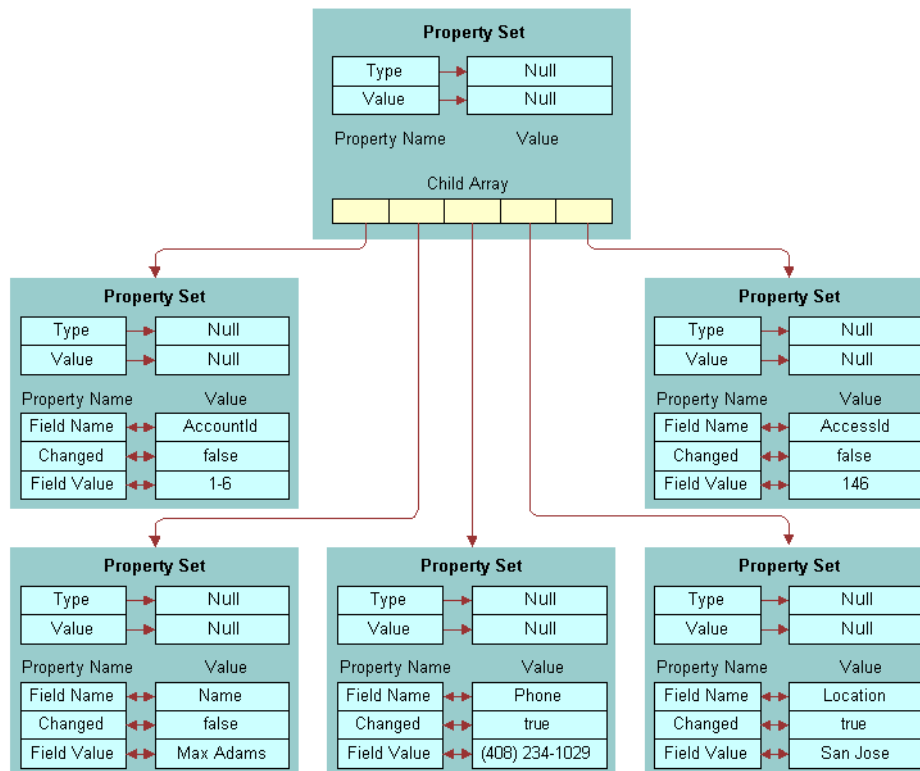 Property Set
Type Null
Value Null
Property Name Value
Child Array
Property Set
Type Null
Value Null
Property Name Value
Field Name AccountId
Changed false
Field Value 1-6
Property Set
Type Null
Value Null
Property Name Value
Field Name AccessId
Changed false
Field Value 146
Property Set
Type Null
Value Null
Property Name Value
Field Name Name
Changed false
Field Value Max Adams
Property Set
Type Null
Value Null
Property Name Value
Field Name Phone
Changed true
Field Value (408) 234-1029
Property Set
Type Null
Value Null
Property Name Value
Field Name Location
Changed true
Field Value San Jose